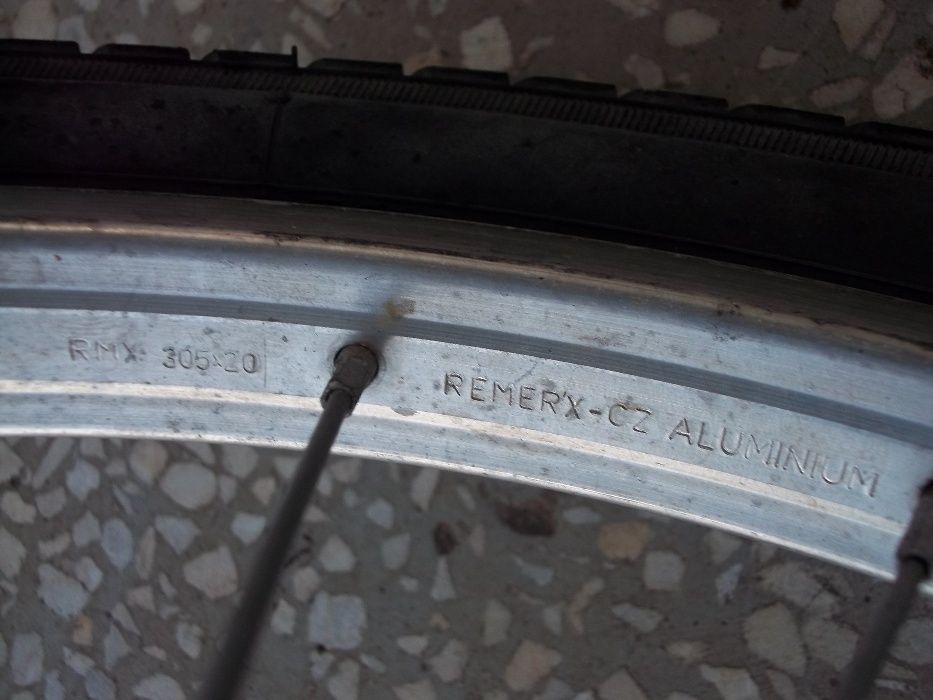 RMX 305x20
REMERX-CZ ALUMINIUM